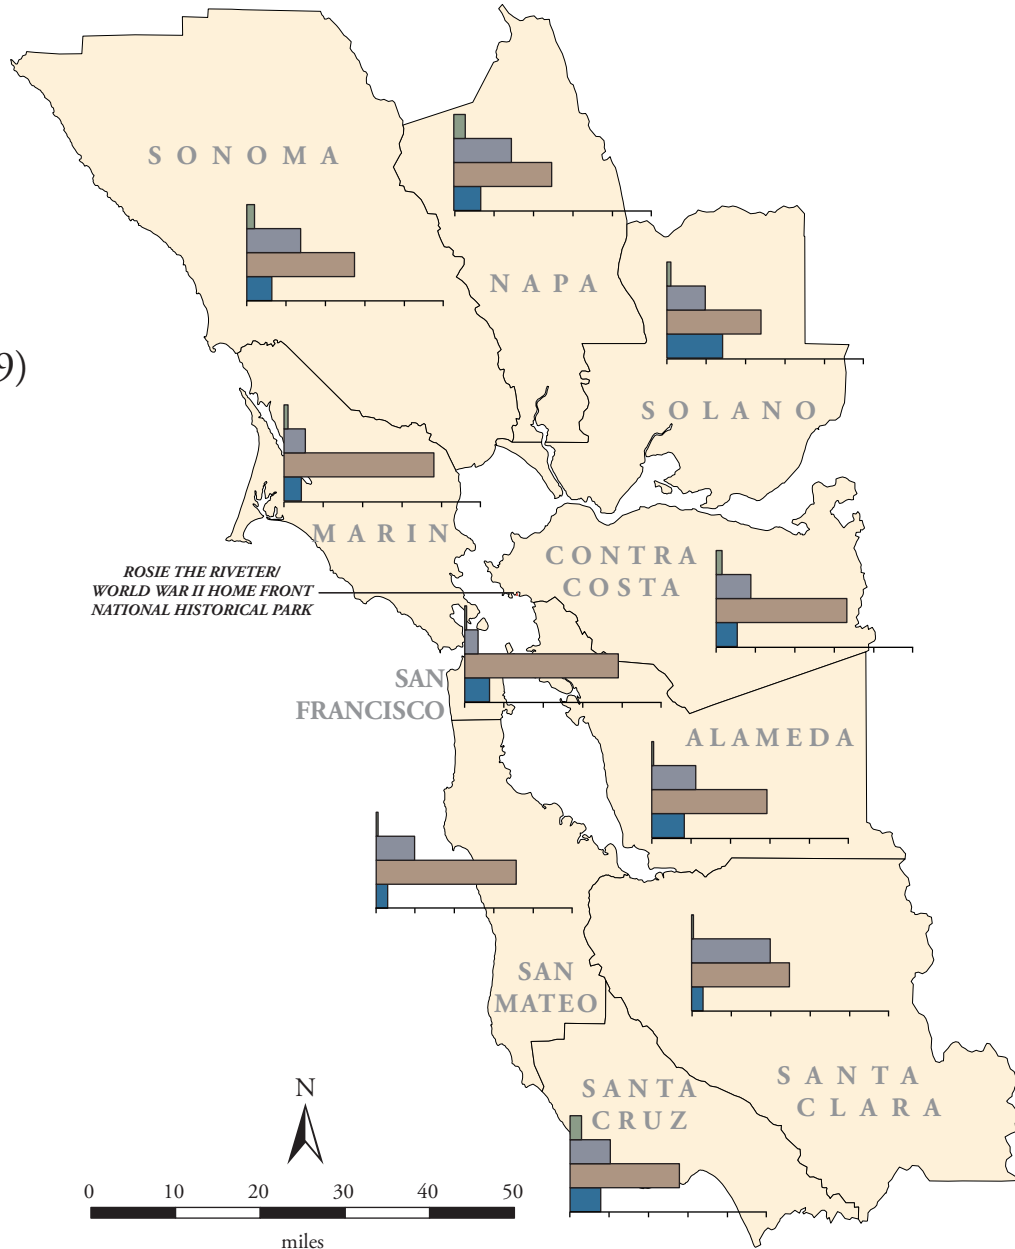 SONOMA
NAPA
9)
SOLANO
MARIN
CONTRA
COSTA
ROSIE THE RIVETER/
WORLD WAR II HOME FRONT
NATIONAL HISTORICAL PARK
SAN
FRANCISCO
ALAMEDA
SAN
MATEO
SANTA
CLARA
SANTA
CRUZ
N
0 10 20 30 40 50
miles